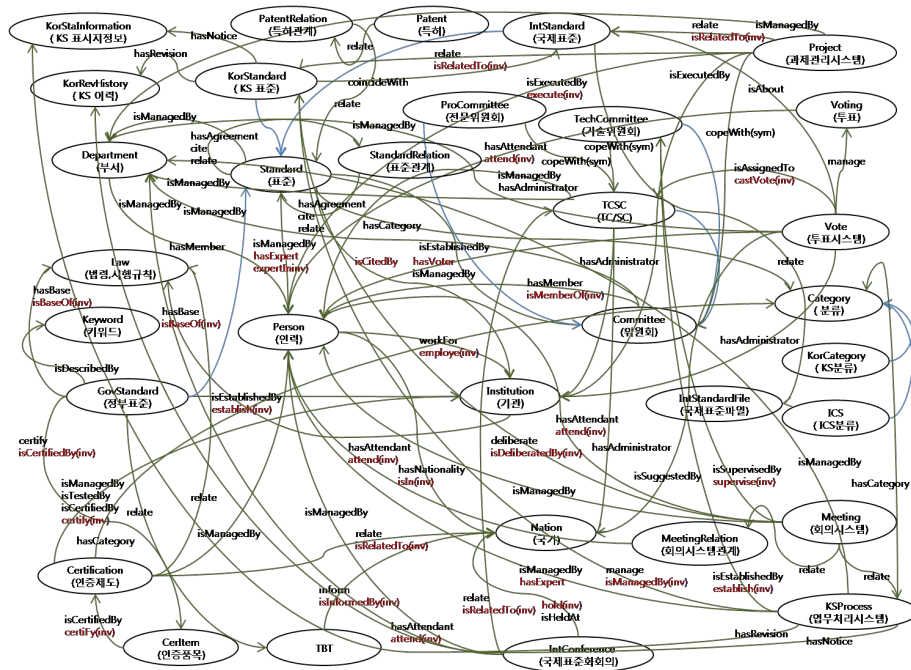 KorStaInformation
( KS 표시지정보)
PatentRelation
(특허관계)
Patent
(특허)
IntStandard
(국제표준)
relate
isManagedBy
Project
(과제관리시스템)
hasNotice
hasRevision
relate
relate
isRelatedTo(inv)
KorRevHistory
( KS 이력)
KorStandard
( KS 표준)
coincideWith
isExecutedBy
execute(inv)
isExecutedBy
isAbout
relate
ProCommittee
(전문위원회)
TechCommittee
(기술위원회)
Voting
(투표)
isManagedBy
isManagedBy
hasAgreement
cite
relate
hasAttendant
attend(inv)
copeWith(sym)
copeWith(sym)
copeWith(sym)
manage
Department
(부서)
Standard
(표준)
StandardRelation
(표준관계)
isManagedBy
hasAdministrator
isAssignedTo
castVote(inv)
isManagedBy
isManagedBy
isManagedBy
hasAgreement
cite
relate
hasCategory
TCSC
(TC/SC)
Vote
(투표시스템)
hasMember
isManagedBy
hasExpert
expertIn(inv)
isCitedBy
isEstablishedBy
hasVoter
isManagedBy
hasAdministrator
relate
Law
(법령,시행규칙)
hasBase
isBaseOf(inv)
hasBase
isBaseOf(inv)
hasMember
isMemberOf(inv)
Category
( 분류)
Keyword
(키워드)
Person
(인력)
Committee
(위원회)
workFor
employe(inv)
hasAdministrator
KorCategory
( KS분류)
isDescribedBy
GovStandard
(정부표준)
isEstablishedBy
establish(inv)
Institution
(기관)
IntStandardFile
(국제표준파일)
ICS
(ICS분류)
certify
isCertifiedBy(inv)
hasAttendant
attend(inv)
deliberate
isDeliberatedBy(inv)
hasAttendant
attend(inv)
hasAdministrator
isManagedBy
hasNationality
isIn(inv)
isSuggestedBy
isSupervisedBy
supervise(inv)
hasCategory
isManagedBy
isTestedBy
isCertifiedBy
certify(inv)
relate
relate
isManagedBy
isManagedBy
isManagedBy
Meeting
(회의시스템)
hasCategory
relate
isRelatedTo(inv)
Nation
(국가)
MeetingRelation
(회의시스템관계)
relate
relate
Certification
(인증제도)
inform
isInformedBy(inv)
isManagedBy
hasExpert
manage
isManagedBy(inv)
isEstablishedBy
establish(inv)
isCertifiedBy
certiFy(inv)
relate
isRelatedTo(inv)
hold(inv)
isHeldAt
KSProcess
(업무처리시스템)
hasAttendant
attend(inv)
hasRevision
hasNotice
CerItem
(인증품목)
TBT
IntConference
(국제표준화회의)